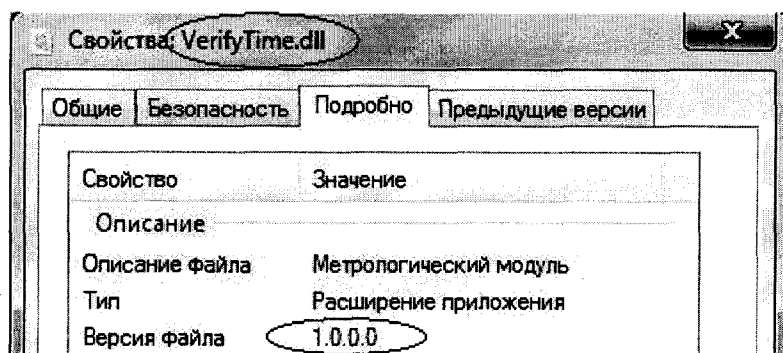 Свойства: VerifyTime.dll
Общие Безопасность Подробно Предыдущие версии
Свойство Значение
Описание
Описание файла Метрологический модуль
Тип Расширение приложения
Версия файла 1.0.0.0